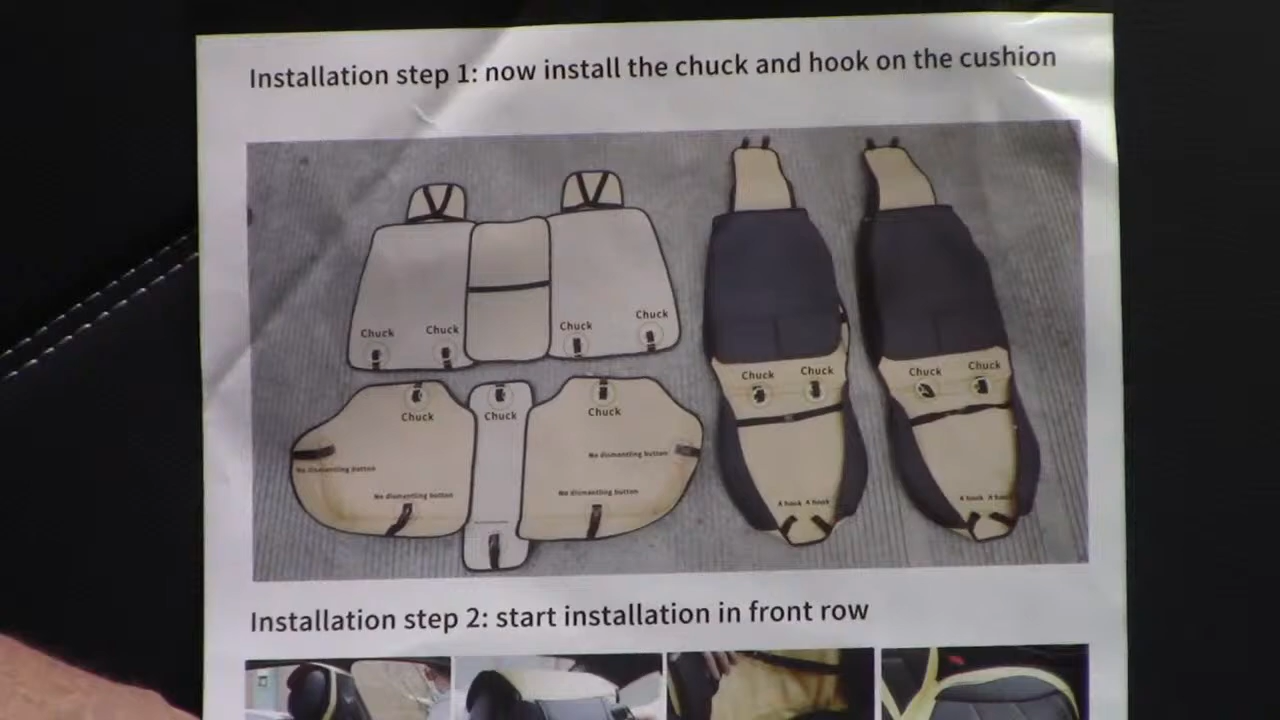 Installation step 1: now install the chuck and hook on the cushion
Chuck
Chuck
Chuck
Chuck
Chuck
Chuck
Chuck
Chuck
Chuck
Chuck
Chuck
No dismantling button
No dismantling button
No dismantling button
No dismantling button
A hook A hook
A hook A hook
Installation step 2: start installation in front row